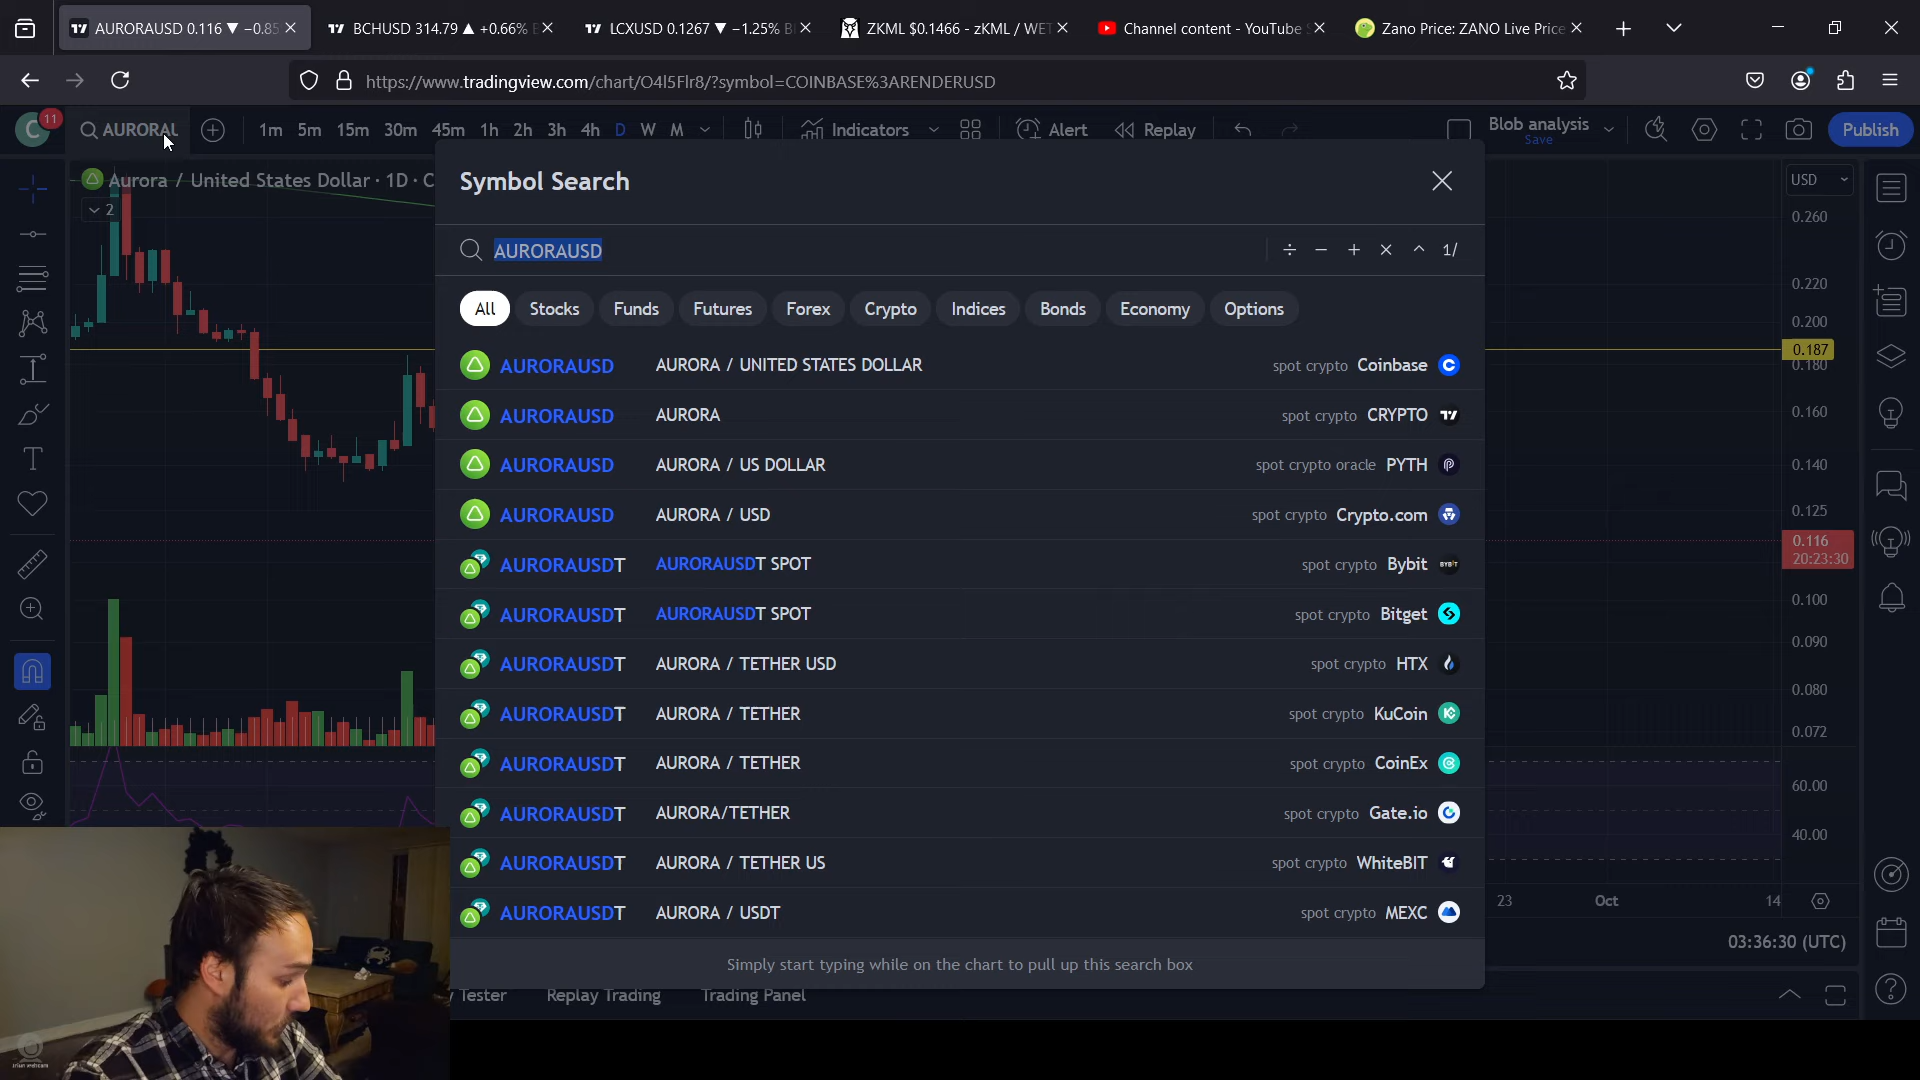 AURORAUSD 0.116 ▼ −0.85
BCHUSD 314.79 ▲ +0.66% B
LCXUSD 0.1267 ▼ −1.25% B
ZKML $0.1466 - zKML / WET
Channel content - YouTube S
Zano Price: ZANO Live Price
https://www.tradingview.com/chart/O4l5Flr8/?symbol=COINBASE%3ARENDERUSD
C 11 AURORAU 1m 5m 15m 30m 45m 1h 2h 3h 4h D W M Indicators Alert Replay Blob analysis Save Publish
Aurora / United States Dollar · 1D · C
2
USD
Symbol Search
AURORAUSD ÷ − + × ^ 1/
All Stocks Funds Futures Forex Crypto Indices Bonds Economy Options
AURORAUSD AURORA / UNITED STATES DOLLAR spot crypto Coinbase
AURORAUSD AURORA spot crypto CRYPTO
AURORAUSD AURORA / US DOLLAR spot crypto oracle PYTH
AURORAUSD AURORA / USD spot crypto Crypto.com
AURORAUSDT AURORAUSDT SPOT spot crypto Bybit
AURORAUSDT AURORAUSDT SPOT spot crypto Bitget
AURORAUSDT AURORA / TETHER USD spot crypto HTX
AURORAUSDT AURORA / TETHER spot crypto KuCoin
AURORAUSDT AURORA / TETHER spot crypto CoinEx
AURORAUSDT AURORA/TETHER spot crypto Gate.io
AURORAUSDT AURORA / TETHER US spot crypto WhiteBIT
AURORAUSDT AURORA / USDT spot crypto MEXC
Simply start typing while on the chart to pull up this search box
0.260
0.220
0.200
0.187
0.180
0.160
0.140
0.125
0.116
20:23:30
0.100
0.090
0.080
0.072
60.00
40.00
23 Oct 14
03:36:30 (UTC)
y Tester Replay Trading Trading Panel